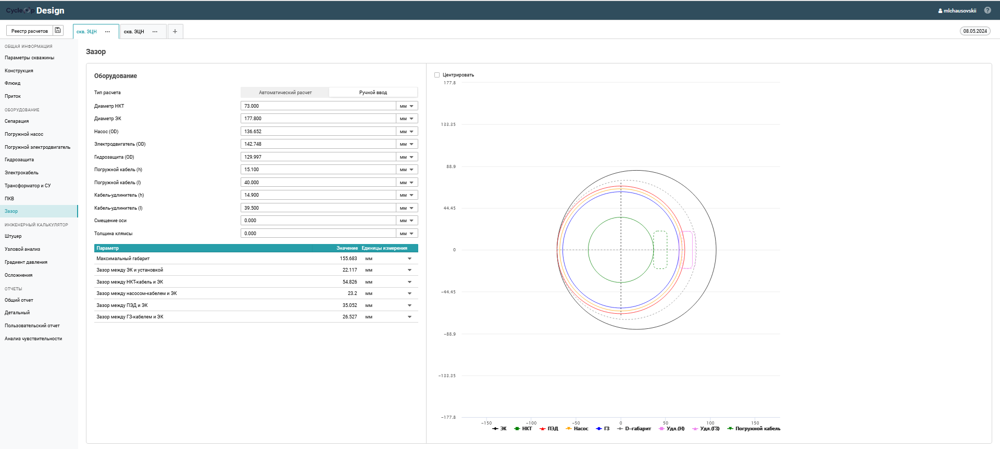 CycleOp Design
mlchausovskii
Реестр расчетов
скв. ЭЦН
скв. ЭЦН
+
08.05.2024
ОБЩАЯ ИНФОРМАЦИЯ
Параметры скважины
Конструкция
Флюид
Приток
ОБОРУДОВАНИЕ
Сепарация
Погружной насос
Погружной электродвигатель
Гидрозащита
Электрокабель
Трансформатор и СУ
ПКВ
Зазор
ИНЖЕНЕРНЫЙ КАЛЬКУЛЯТОР
Штуцер
Узловой анализ
Градиент давления
Осложнения
ОТЧЕТЫ
Общий отчет
Детальный
Пользовательский отчет
Анализ чувствительности
Зазор
Оборудование
Тип расчета Автоматический расчет Ручной ввод
Диаметр НКТ 73.000 мм
Диаметр ЭК 177.800 мм
Насос (OD) 136.652 мм
Электродвигатель (OD) 142.748 мм
Гидрозащита (OD) 129.997 мм
Погружной кабель (h) 15.100 мм
Погружной кабель (l) 40.000 мм
Кабель-удлинитель (h) 14.900 мм
Кабель-удлинитель (l) 39.500 мм
Смещение оси 0.000 мм
Толщина клямсы 0.000 мм
Параметр Значение Единицы измерения
Максимальный габарит 155.683 мм
Зазор между ЭК и установкой 22.117 мм
Зазор между НКТ-кабель и ЭК 54.826 мм
Зазор между насосом-кабелем и ЭК 23.2 мм
Зазор между ПЭД и ЭК 35.052 мм
Зазор между ГЗ-кабелем и ЭК 26.527 мм
Центрировать
177.8
133.35
88.9
44.45
0
−44.45
−88.9
−133.35
−177.8
−150 −100 −50 0 50 100 150
ЭК НКТ ПЭД Насос ГЗ D–габарит Удл.(Н) Удл.(ГЗ) Погружной кабель